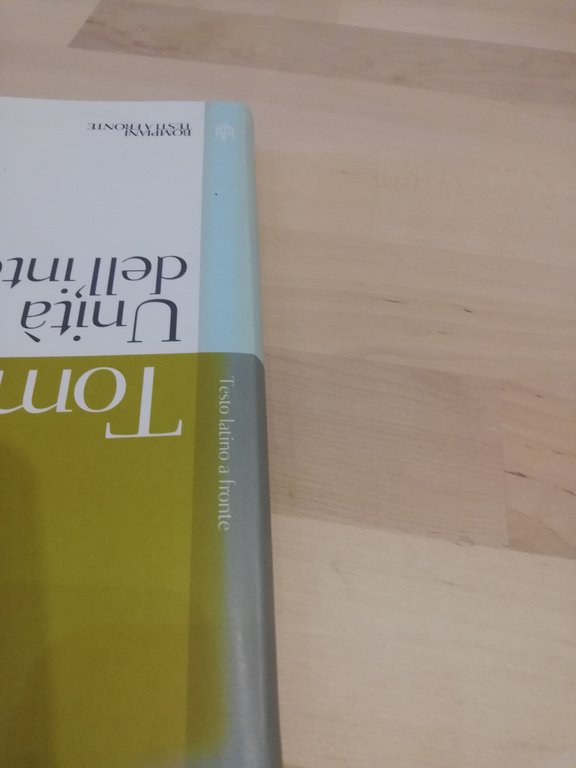 Tom
Unità
dell'int
BOMPIANI
TESTI A FRONTE
Testo latino a fronte